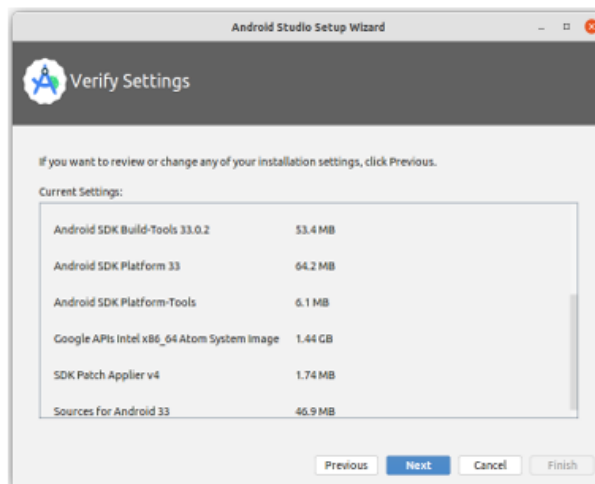 Android Studio Setup Wizard
Verify Settings
If you want to review or change any of your installation settings, click Previous.
Current Settings:
Android SDK Build-Tools 33.0.2 53.4 MB
Android SDK Platform 33 64.2 MB
Android SDK Platform-Tools 6.1 MB
Google APIs Intel x86_64 Atom System Image 1.44 GB
SDK Patch Applier v4 1.74 MB
Sources for Android 33 46.9 MB
Previous Next Cancel Finish